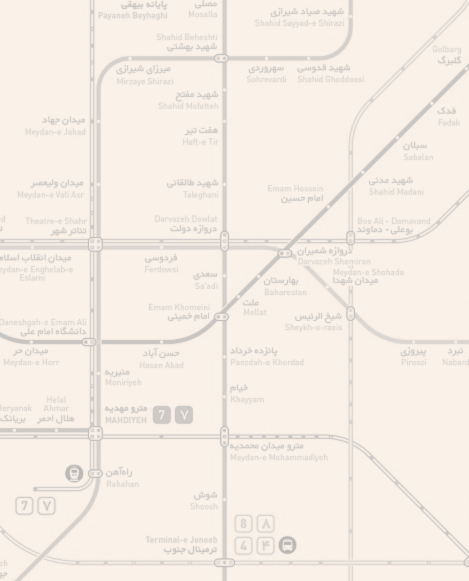 پایانه بیهقی
Payaneh Beyhaghi
مصلی
Mosalla
شهید صیاد شیرازی
Shahid Sayyad-e Shirazi
Shahid Beheshti
شهید بهشتی
Golbarg
گلبرگ
میرزای شیرازی
Mirzaye Shirazi
سهروردی
Sohrevardi
شهید قدوسی
Shahid Ghoddoosi
شهید مفتح
Shahid Mofatteh
فدک
Fadak
میدان جهاد
Meydan-e Jahad
هفت تیر
Haft-e Tir
سبلان
Sabalan
میدان ولیعصر
Meydan-e Vali Asr
شهید طالقانی
Taleghani
Emam Hossein
امام حسین
شهید مدنی
Shahid Madani
Theatre-e Shahr
تئاتر شهر
Darvazeh Dowlat
دروازه دولت
Boo Ali - Damavand
بوعلی - دماوند
میدان انقلاب اسلامی
Meydan-e Enghelab-e
Eslami
فردوسی
Ferdowsi
دروازه شمیران
Darvazeh Shemiran
سعدی
Sa'adi
Meydan-e Shohada
میدان شهدا
بهارستان
Baharestan
Emam Khomeini
امام خمینی
ملت
Mellat
شیخ الرئیس
Sheykh-o-raeis
Daneshgah-e Emam Ali
دانشگاه امام علی
میدان حر
Meydan-e Horr
حسن آباد
Hasan Abad
پانزده خرداد
Panzdah-e Khordad
پیروزی
Piroozi
نبرد
Nabard
منیریه
Moniriyeh
خیام
Khayyam
بریانک
Helal
Ahmar
هلال احمر
مترو مهدیه
MAHDIYEH
7 ۷
مترو میدان محمدیه
Meydan-e Mohammadiyeh
راه‌آهن
Rahahan
7 ۷
شوش
Shoosh
8 ۸
4 ۴
Terminal-e Jonoob
ترمینال جنوب